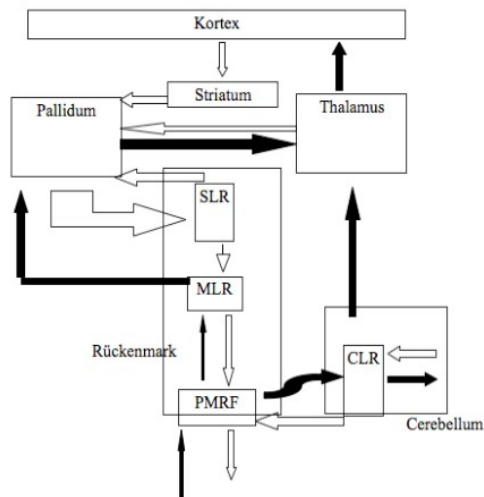 Kortex
Striatum
Pallidum
Thalamus
SLR
MLR
Rückenmark
CLR
PMRF
Cerebellum